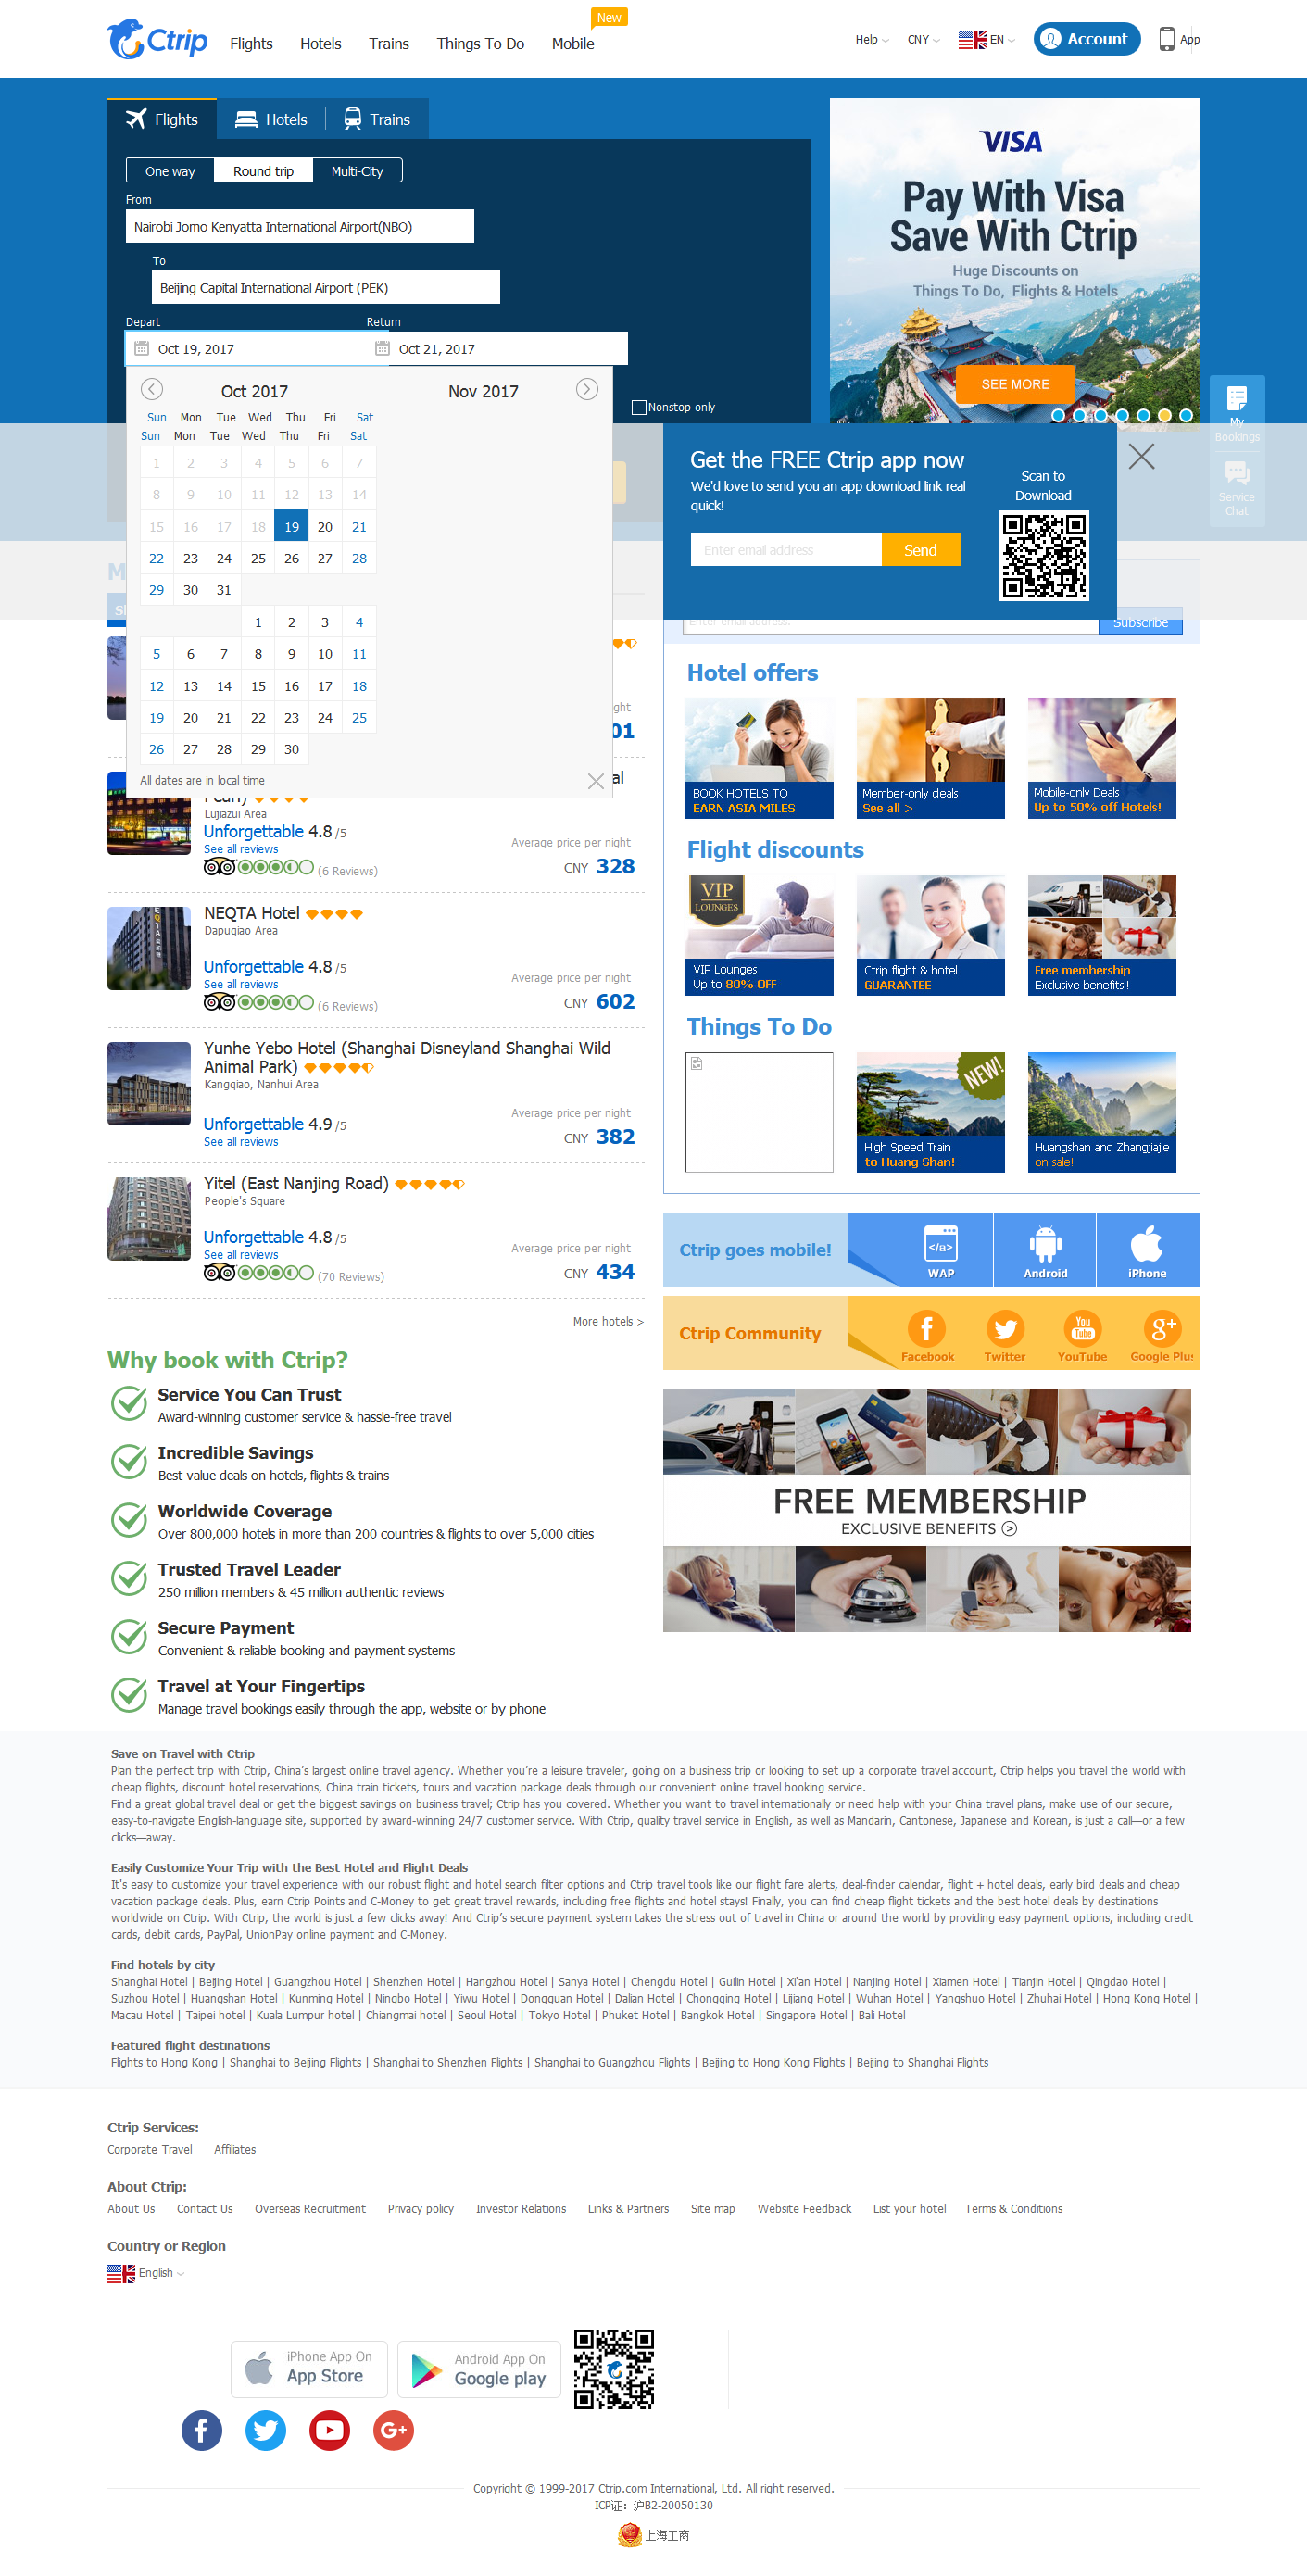 New
Ctrip
Flights
Hotels
Trains
Things To Do
Mobile
Help
CNY
EN
Account
App
Flights
Hotels
Trains
One way
Round trip
Multi-City
From
Nairobi Jomo Kenyatta International Airport(NBO)
To
Beijing Capital International Airport (PEK)
Depart
Return
Oct 19, 2017
Oct 21, 2017
Nonstop only
VISA
Pay With Visa
Save With Ctrip
Huge Discounts on
Things To Do, Flights & Hotels
SEE MORE
My
Bookings
Service
Chat
Oct 2017
Nov 2017
Sun Mon Tue Wed Thu Fri Sat
Sun Mon Tue Wed Thu Fri Sat
1 2 3 4 5 6 7
8 9 10 11 12 13 14
15 16 17 18 19 20 21
22 23 24 25 26 27 28
29 30 31
1 2 3 4
5 6 7 8 9 10 11
12 13 14 15 16 17 18
19 20 21 22 23 24 25
26 27 28 29 30
All dates are in local time
Get the FREE Ctrip app now
We'd love to send you an app download link real
quick!
Enter email address
Send
Scan to
Download
Enter email address.
Subscribe
Lujiazui Area
Unforgettable 4.8 /5
See all reviews
(6 Reviews)
Average price per night
CNY 328
NEQTA Hotel
Dapuqiao Area
Unforgettable 4.8 /5
See all reviews
(6 Reviews)
Average price per night
CNY 602
Yunhe Yebo Hotel (Shanghai Disneyland Shanghai Wild
Animal Park)
Kangqiao, Nanhui Area
Unforgettable 4.9 /5
See all reviews
Average price per night
CNY 382
Yitel (East Nanjing Road)
People's Square
Unforgettable 4.8 /5
See all reviews
(70 Reviews)
Average price per night
CNY 434
More hotels >
Hotel offers
BOOK HOTELS TO
EARN ASIA MILES
Member-only deals
See all >
Mobile-only Deals
Up to 50% off Hotels!
Flight discounts
VIP
LOUNGES
VIP Lounges
Up to 80% OFF
Ctrip flight & hotel
GUARANTEE
Free membership
Exclusive benefits!
Things To Do
NEW!
High Speed Train
to Huang Shan!
Huangshan and Zhangjiajie
on sale!
Ctrip goes mobile!
</a>
WAP
Android
iPhone
Ctrip Community
Facebook
Twitter
You
Tube
YouTube
g+
Google Plus
FREE MEMBERSHIP
EXCLUSIVE BENEFITS
Why book with Ctrip?
Service You Can Trust
Award-winning customer service & hassle-free travel
Incredible Savings
Best value deals on hotels, flights & trains
Worldwide Coverage
Over 800,000 hotels in more than 200 countries & flights to over 5,000 cities
Trusted Travel Leader
250 million members & 45 million authentic reviews
Secure Payment
Convenient & reliable booking and payment systems
Travel at Your Fingertips
Manage travel bookings easily through the app, website or by phone
Save on Travel with Ctrip
Plan the perfect trip with Ctrip, China’s largest online travel agency. Whether you’re a leisure traveler, going on a business trip or looking to set up a corporate travel account, Ctrip helps you travel the world with
cheap flights, discount hotel reservations, China train tickets, tours and vacation package deals through our convenient online travel booking service.
Find a great global travel deal or get the biggest savings on business travel; Ctrip has you covered. Whether you want to travel internationally or need help with your China travel plans, make use of our secure,
easy-to-navigate English-language site, supported by award-winning 24/7 customer service. With Ctrip, quality travel service in English, as well as Mandarin, Cantonese, Japanese and Korean, is just a call—or a few
clicks—away.
Easily Customize Your Trip with the Best Hotel and Flight Deals
It's easy to customize your travel experience with our robust flight and hotel search filter options and Ctrip travel tools like our flight fare alerts, deal-finder calendar, flight + hotel deals, early bird deals and cheap
vacation package deals. Plus, earn Ctrip Points and C-Money to get great travel rewards, including free flights and hotel stays! Finally, you can find cheap flight tickets and the best hotel deals by destinations
worldwide on Ctrip. With Ctrip, the world is just a few clicks away! And Ctrip’s secure payment system takes the stress out of travel in China or around the world by providing easy payment options, including credit
cards, debit cards, PayPal, UnionPay online payment and C-Money.
Find hotels by city
Shanghai Hotel | Beijing Hotel | Guangzhou Hotel | Shenzhen Hotel | Hangzhou Hotel | Sanya Hotel | Chengdu Hotel | Guilin Hotel | Xi'an Hotel | Nanjing Hotel | Xiamen Hotel | Tianjin Hotel | Qingdao Hotel |
Suzhou Hotel | Huangshan Hotel | Kunming Hotel | Ningbo Hotel | Yiwu Hotel | Dongguan Hotel | Dalian Hotel | Chongqing Hotel | Lijiang Hotel | Wuhan Hotel | Yangshuo Hotel | Zhuhai Hotel | Hong Kong Hotel |
Macau Hotel | Taipei hotel | Kuala Lumpur hotel | Chiangmai hotel | Seoul Hotel | Tokyo Hotel | Phuket Hotel | Bangkok Hotel | Singapore Hotel | Bali Hotel
Featured flight destinations
Flights to Hong Kong | Shanghai to Beijing Flights | Shanghai to Shenzhen Flights | Shanghai to Guangzhou Flights | Beijing to Hong Kong Flights | Beijing to Shanghai Flights
Ctrip Services:
Corporate Travel
Affiliates
About Ctrip:
About Us
Contact Us
Overseas Recruitment
Privacy policy
Investor Relations
Links & Partners
Site map
Website Feedback
List your hotel
Terms & Conditions
Country or Region
English
iPhone App On
App Store
Android App On
Google play
G+
Copyright © 1999-2017 Ctrip.com International, Ltd. All right reserved.
ICP证：沪B2-20050130
上海工商